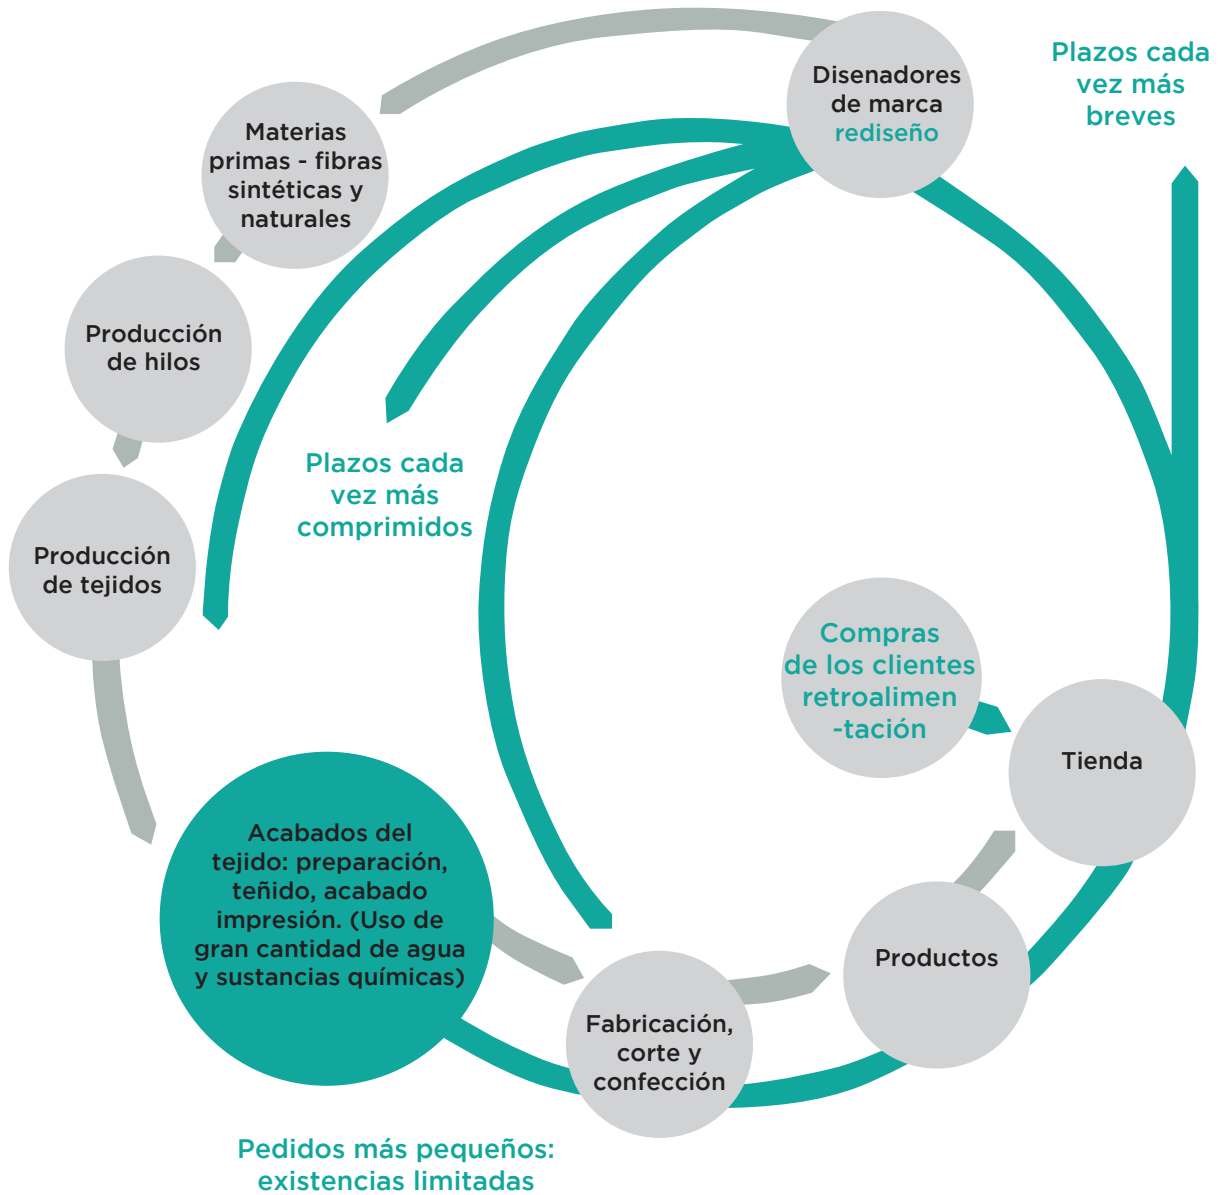 Disenadores
de marca
rediseño
Plazos cada
vez más
breves
Materias
primas - fibras
sintéticas y
naturales
Producción
de hilos
Plazos cada
vez más
comprimidos
Producción
de tejidos
Compras
de los clientes
retroalimen
-tación
Tienda
Acabados del
tejido: preparación,
teñido, acabado
impresión. (Uso de
gran cantidad de agua
y sustancias químicas)
Productos
Fabricación,
corte y
confección
Pedidos más pequeños:
existencias limitadas